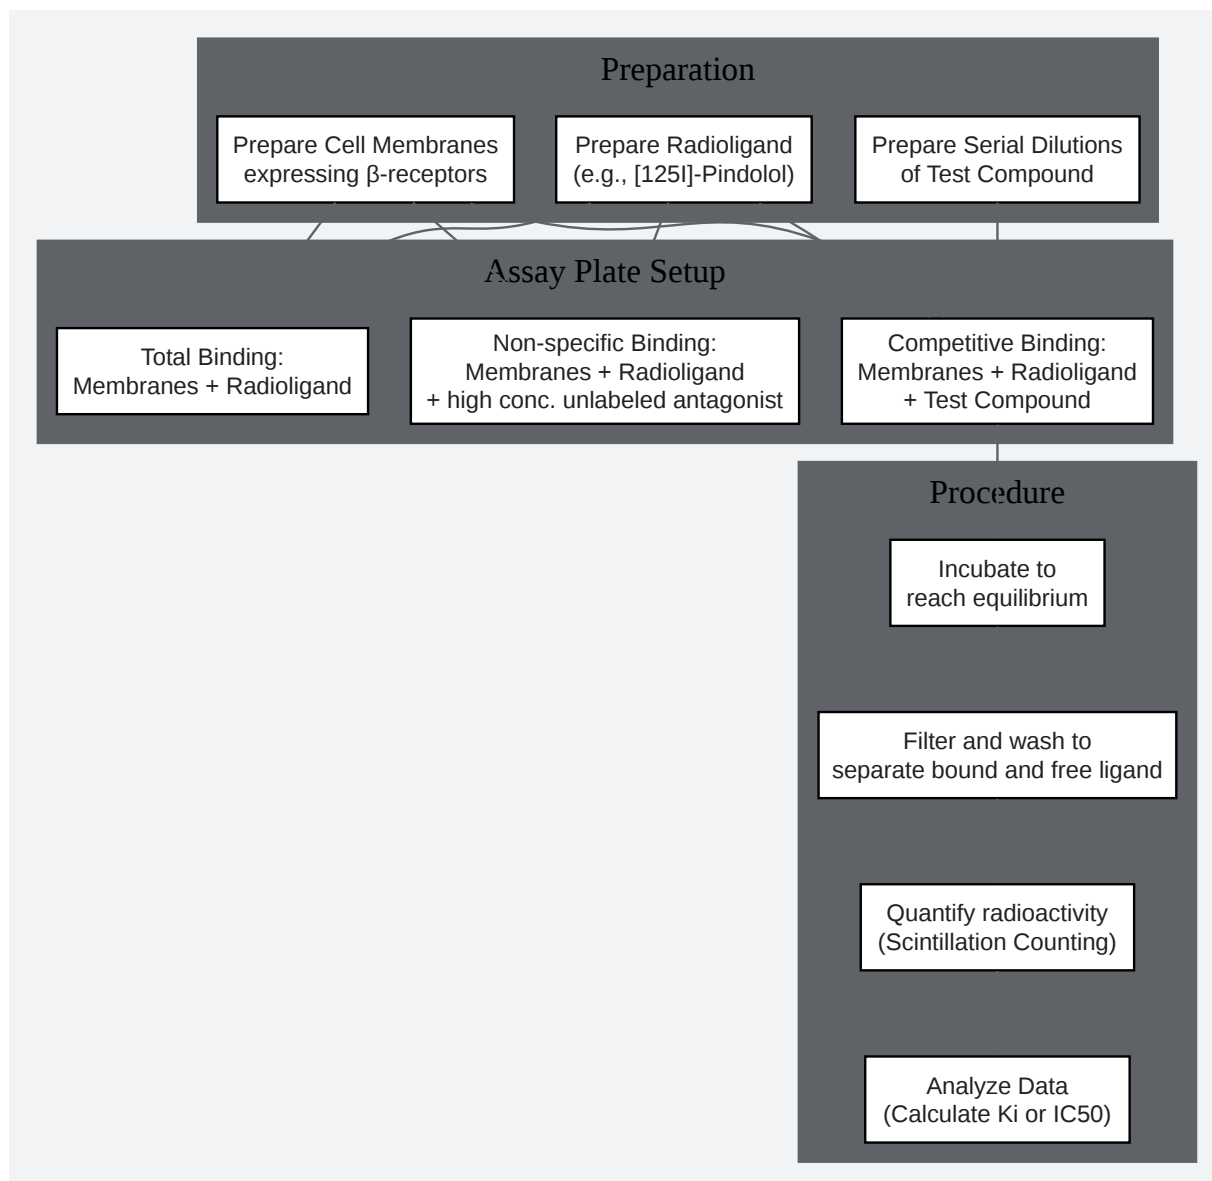 Preparation
Prepare Cell Membranes
expressing β-receptors
Prepare Radioligand
(e.g., [125I]-Pindolol)
Prepare Serial Dilutions
of Test Compound
Assay Plate Setup
Total Binding:
Membranes + Radioligand
Non-specific Binding:
Membranes + Radioligand
+ high conc. unlabeled antagonist
Competitive Binding:
Membranes + Radioligand
+ Test Compound
Procedure
Incubate to
reach equilibrium
Filter and wash to
separate bound and free ligand
Quantify radioactivity
(Scintillation Counting)
Analyze Data
(Calculate Ki or IC50)